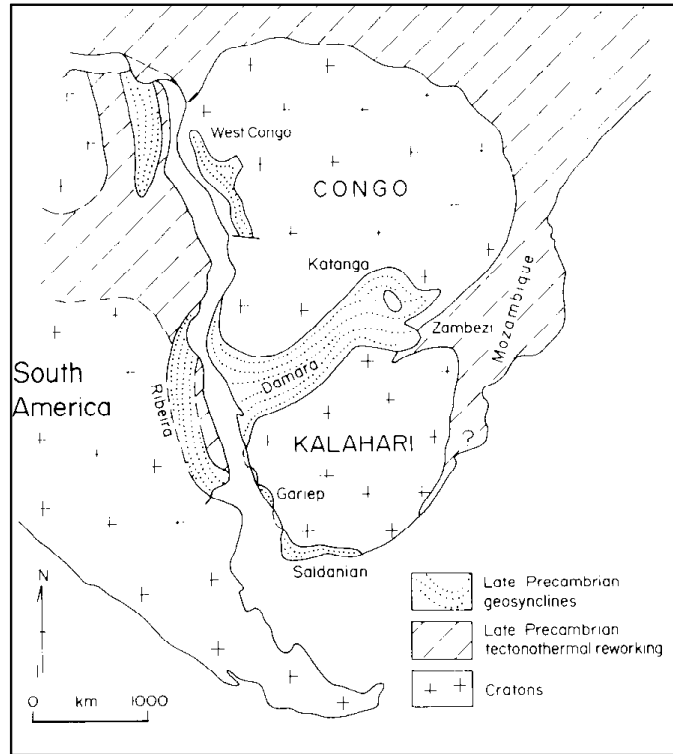 West Congo
CONGO
Katanga
Mozambique
Zambezi
South
America
Damara
Ribeira
KALAHARI
?
Gariep
Saldanian
N
0 km 1000
Late Precambrian
geosynclines
Late Precambrian
tectonothermal reworking
Cratons